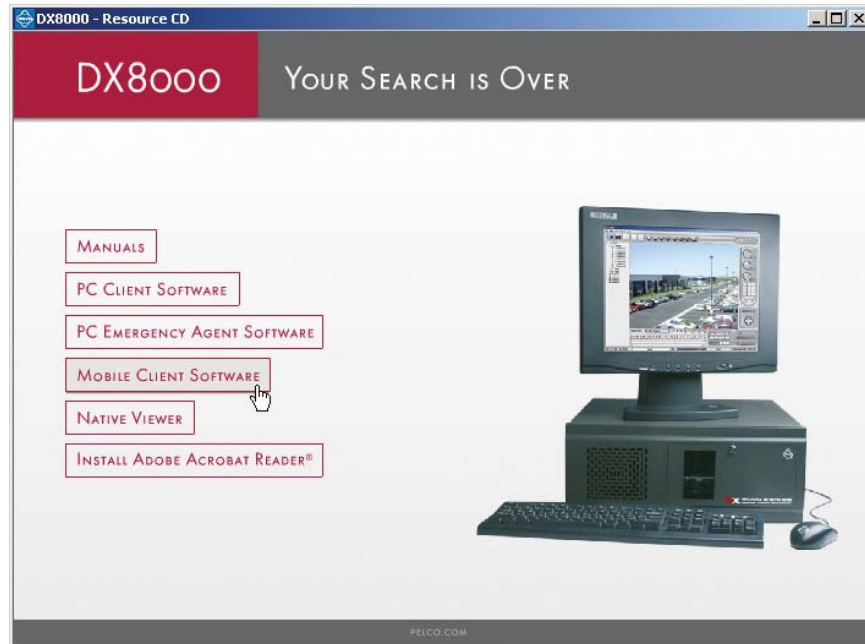 DX8000 - Resource CD
DX8000
YOUR SEARCH IS OVER
MANUALS
PC CLIENT SOFTWARE
PC EMERGENCY AGENT SOFTWARE
MOBILE CLIENT SOFTWARE
NATIVE VIEWER
INSTALL ADOBE ACROBAT READER®
PELCO.COM